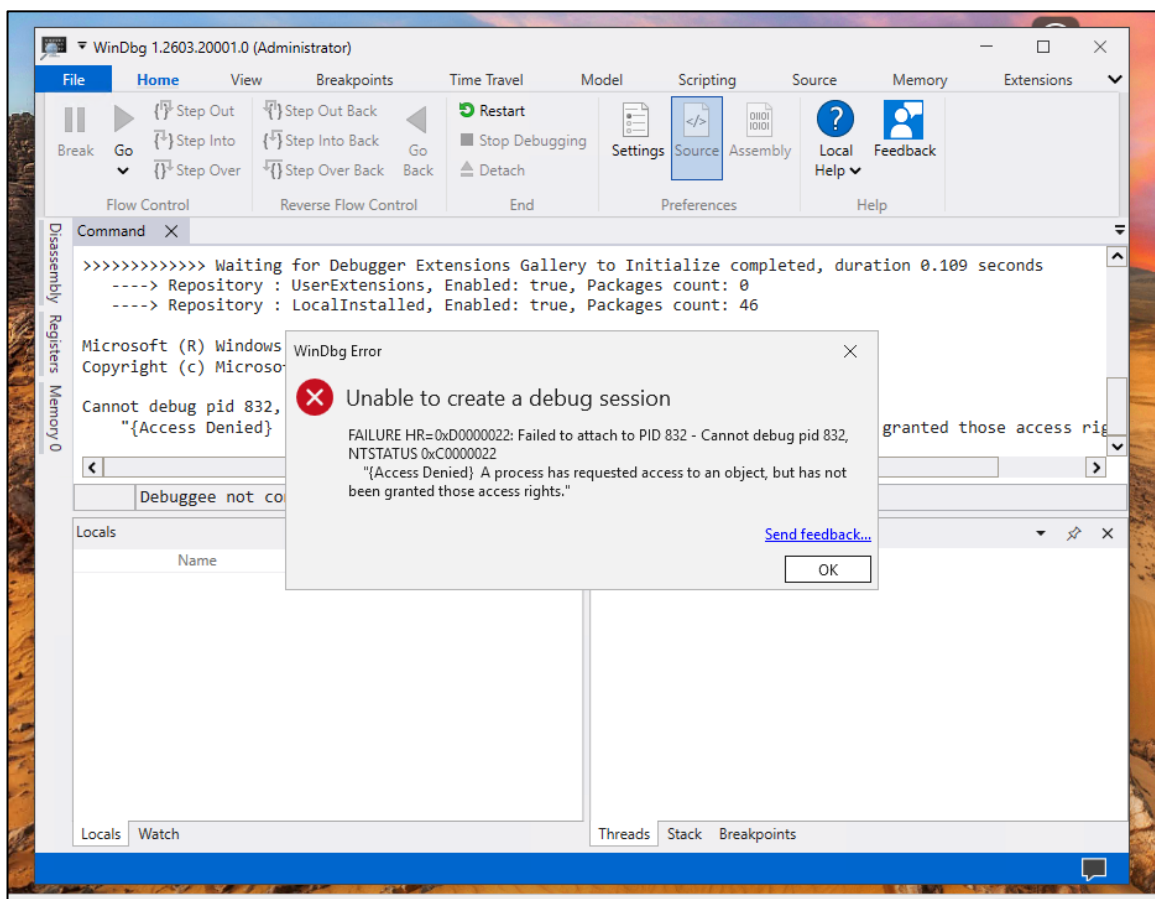 WinDbg 1.2603.20001.0 (Administrator)
File Home View Breakpoints Time Travel Model Scripting Source Memory Extensions
Break
Go
Step Out
Step Into
Step Over
Flow Control
Step Out Back
Step Into Back
Step Over Back
Go
Back
Reverse Flow Control
Restart
Stop Debugging
Detach
End
Settings
Source
Assembly
Preferences
Local
Help
Feedback
Help
Disassembly
Registers
Memory 0
Command
>>>>>>>>>>>>> Waiting for Debugger Extensions Gallery to Initialize completed, duration 0.109 seconds
----> Repository : UserExtensions, Enabled: true, Packages count: 0
----> Repository : LocalInstalled, Enabled: true, Packages count: 46
Microsoft (R) Windows
Copyright (c) Microso
Cannot debug pid 832,
"{Access Denied} granted those access rig
Debuggee not co
WinDbg Error
Unable to create a debug session
FAILURE HR=0xD0000022: Failed to attach to PID 832 - Cannot debug pid 832,
NTSTATUS 0xC0000022
"{Access Denied} A process has requested access to an object, but has not
been granted those access rights."
Send feedback...
OK
Locals
Name
Locals Watch
Threads Stack Breakpoints